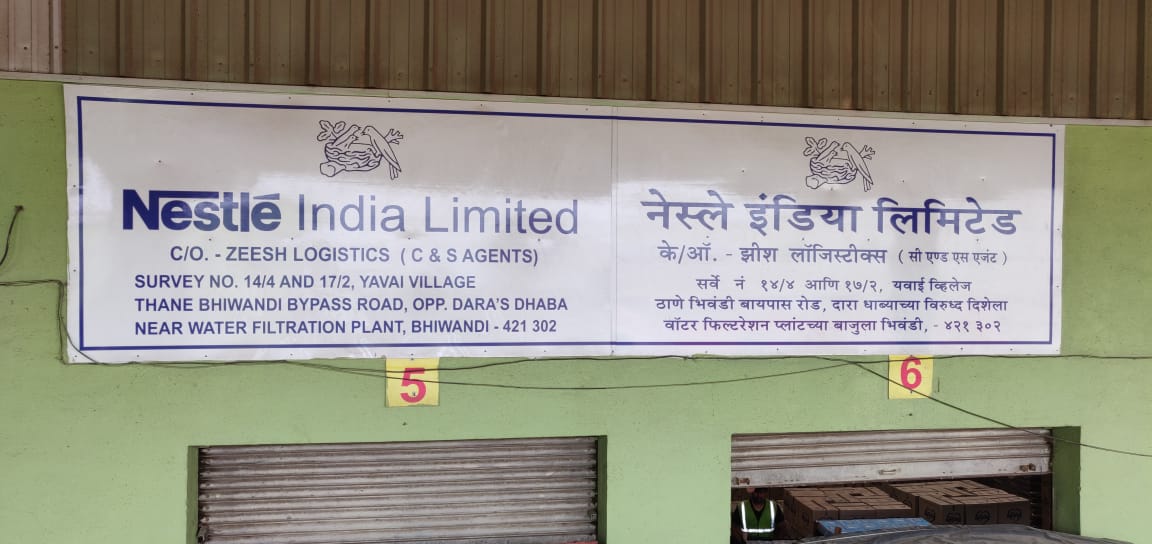 Nestlé India Limited
C/O. - ZEESH LOGISTICS ( C & S AGENTS)
SURVEY NO. 14/4 AND 17/2, YAVAI VILLAGE
THANE BHIWANDI BYPASS ROAD, OPP. DARA'S DHABA
NEAR WATER FILTRATION PLANT, BHIWANDI - 421 302
नेस्ले इंडिया लिमिटेड
के/ऑ. - झीश लॉजिस्टीक्स ( सी एण्ड एस एजंट )
सर्वे नं १४/४ आणि १७/२, यवाई व्हिलेज
ठाणे भिवंडी बायपास रोड, दारा धाब्याच्या विरुध्द दिशेला
वॉटर फिल्टरेशन प्लांटच्या बाजुला भिवंडी, - ४२१ ३०२
5
6